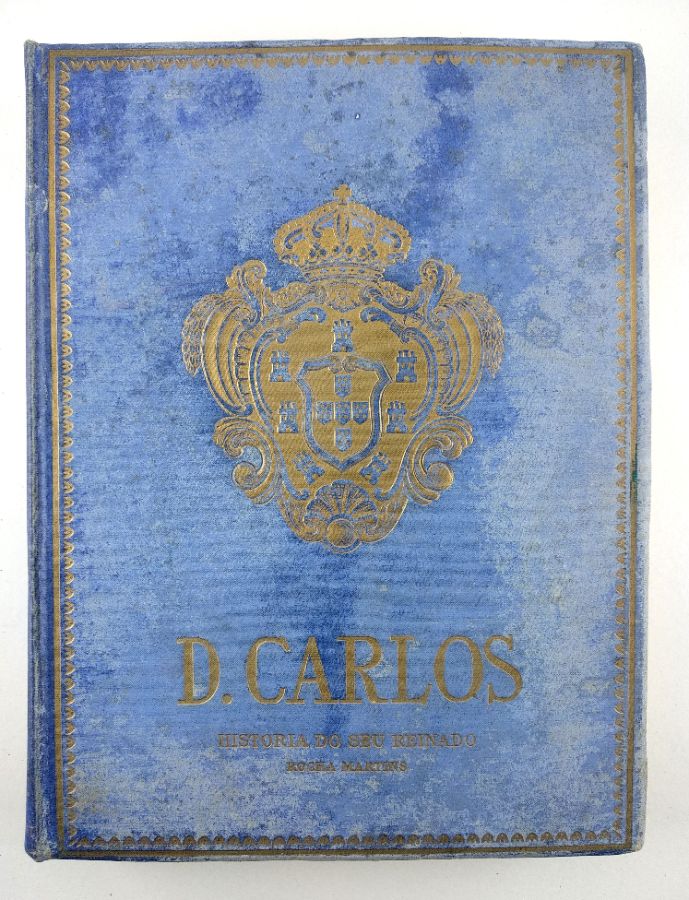 D. CARLOS
HISTORIA DO SEU REINADO
ROCHA MARTINS